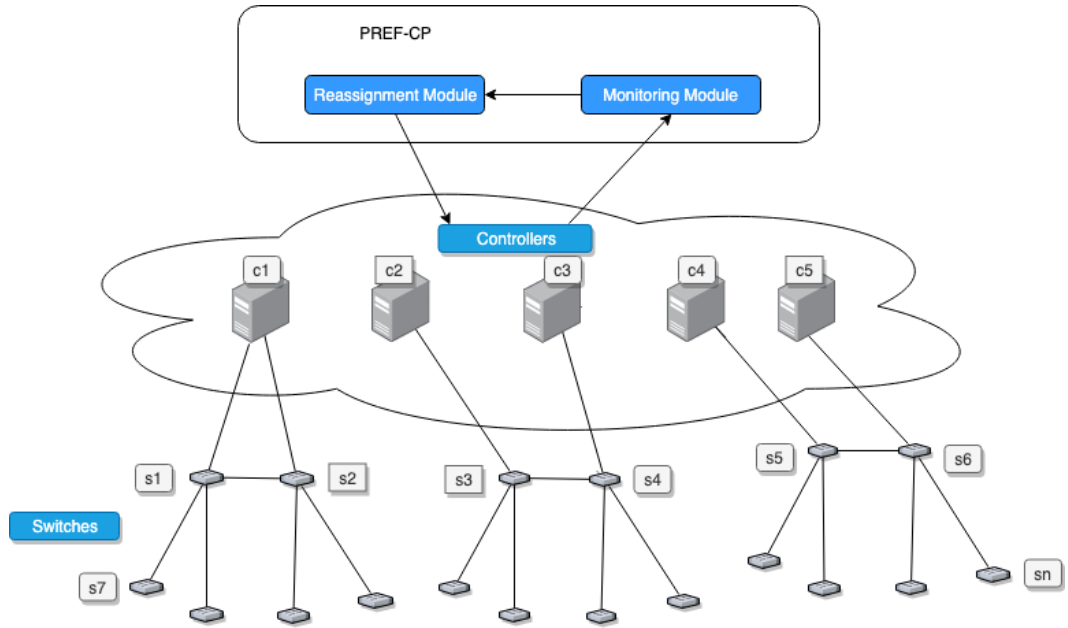 PREF-CP
Reassignment Module
Monitoring Module
Controllers
c1
c2
c3
c4
c5
s1
s2
s3
s4
s5
s6
Switches
s7
sn